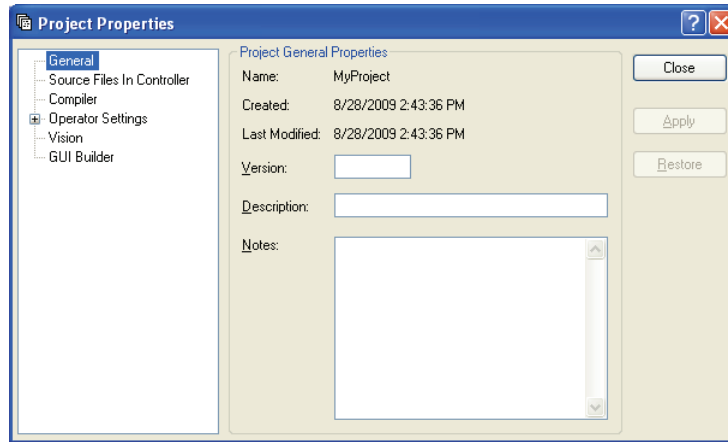 Project Properties
General
Source Files In Controller
Compiler
Operator Settings
Vision
GUI Builder
Project General Properties
Name: MyProject
Created: 8/28/2009 2:43:36 PM
Last Modified: 8/28/2009 2:43:36 PM
Version:
Description:
Notes:
Close
Apply
Restore